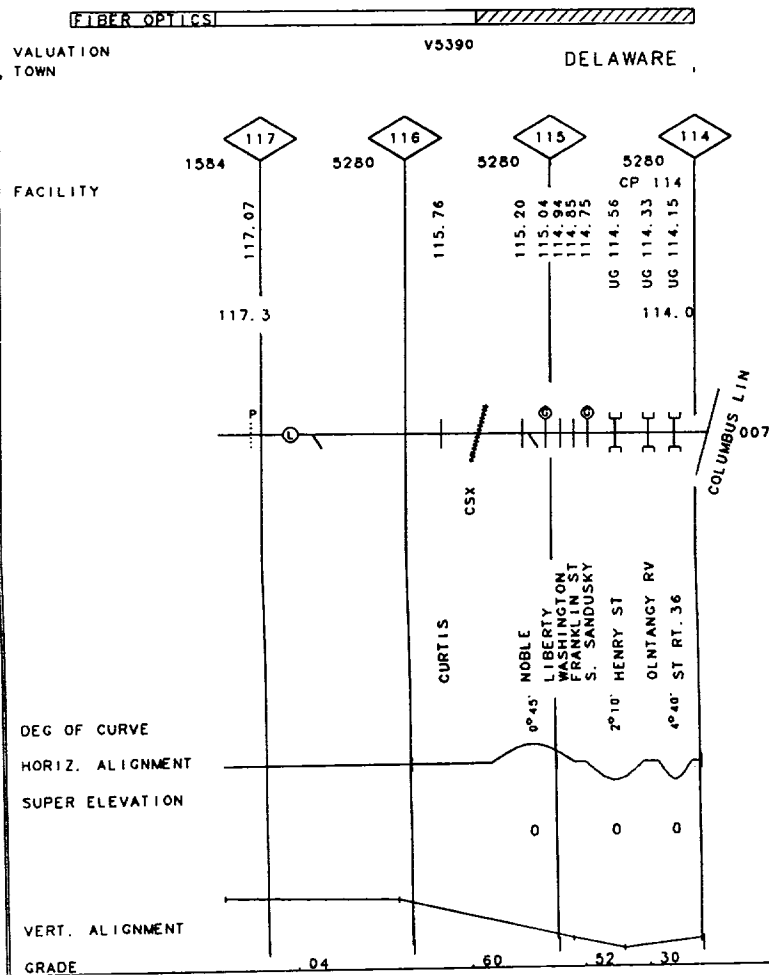 FIBER OPTICS
VALUATION V5390
TOWN DELAWARE
117 116 115 114
1584 5280 5280 5280
FACILITY CP 114
117.07 115.76 115.20 115.04 114.94 114.85 114.75 UG 114.56 UG 114.33 UG 114.15
117.3 114.0
P L G G
COLUMBUS LIN 007
CSX
CURTIS
NOBLE
LIBERTY
WASHINGTON
FRANKLIN ST
S. SANDUSKY
HENRY ST
OLNTANGY RV
ST RT. 36
DEG OF CURVE 0°45' 2°10' 4°40'
HORIZ. ALIGNMENT
SUPER ELEVATION
0 0 0
VERT. ALIGNMENT
GRADE .04 .60 .52 .30